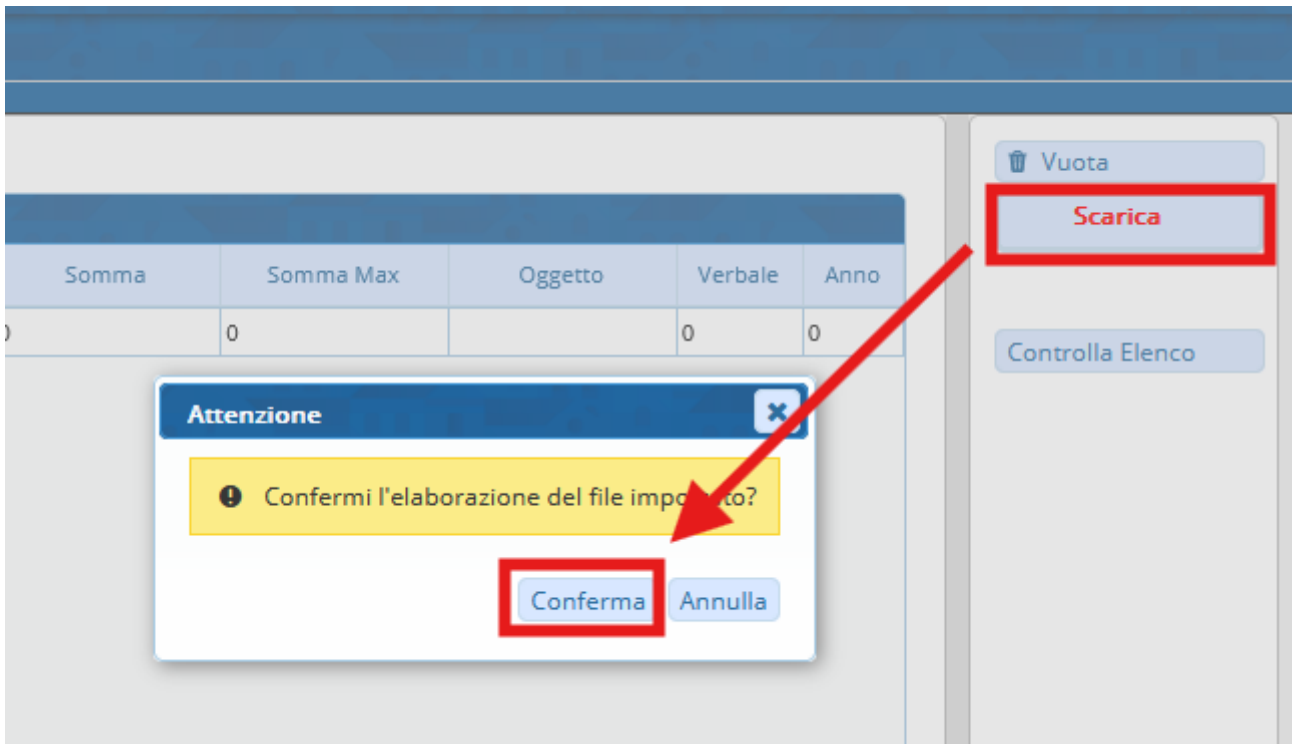 Vuota
Scarica
Somma Somma Max Oggetto Verbale Anno
0 0 0
Controlla Elenco
Attenzione
Confermi l'elaborazione del file
Conferma Annulla